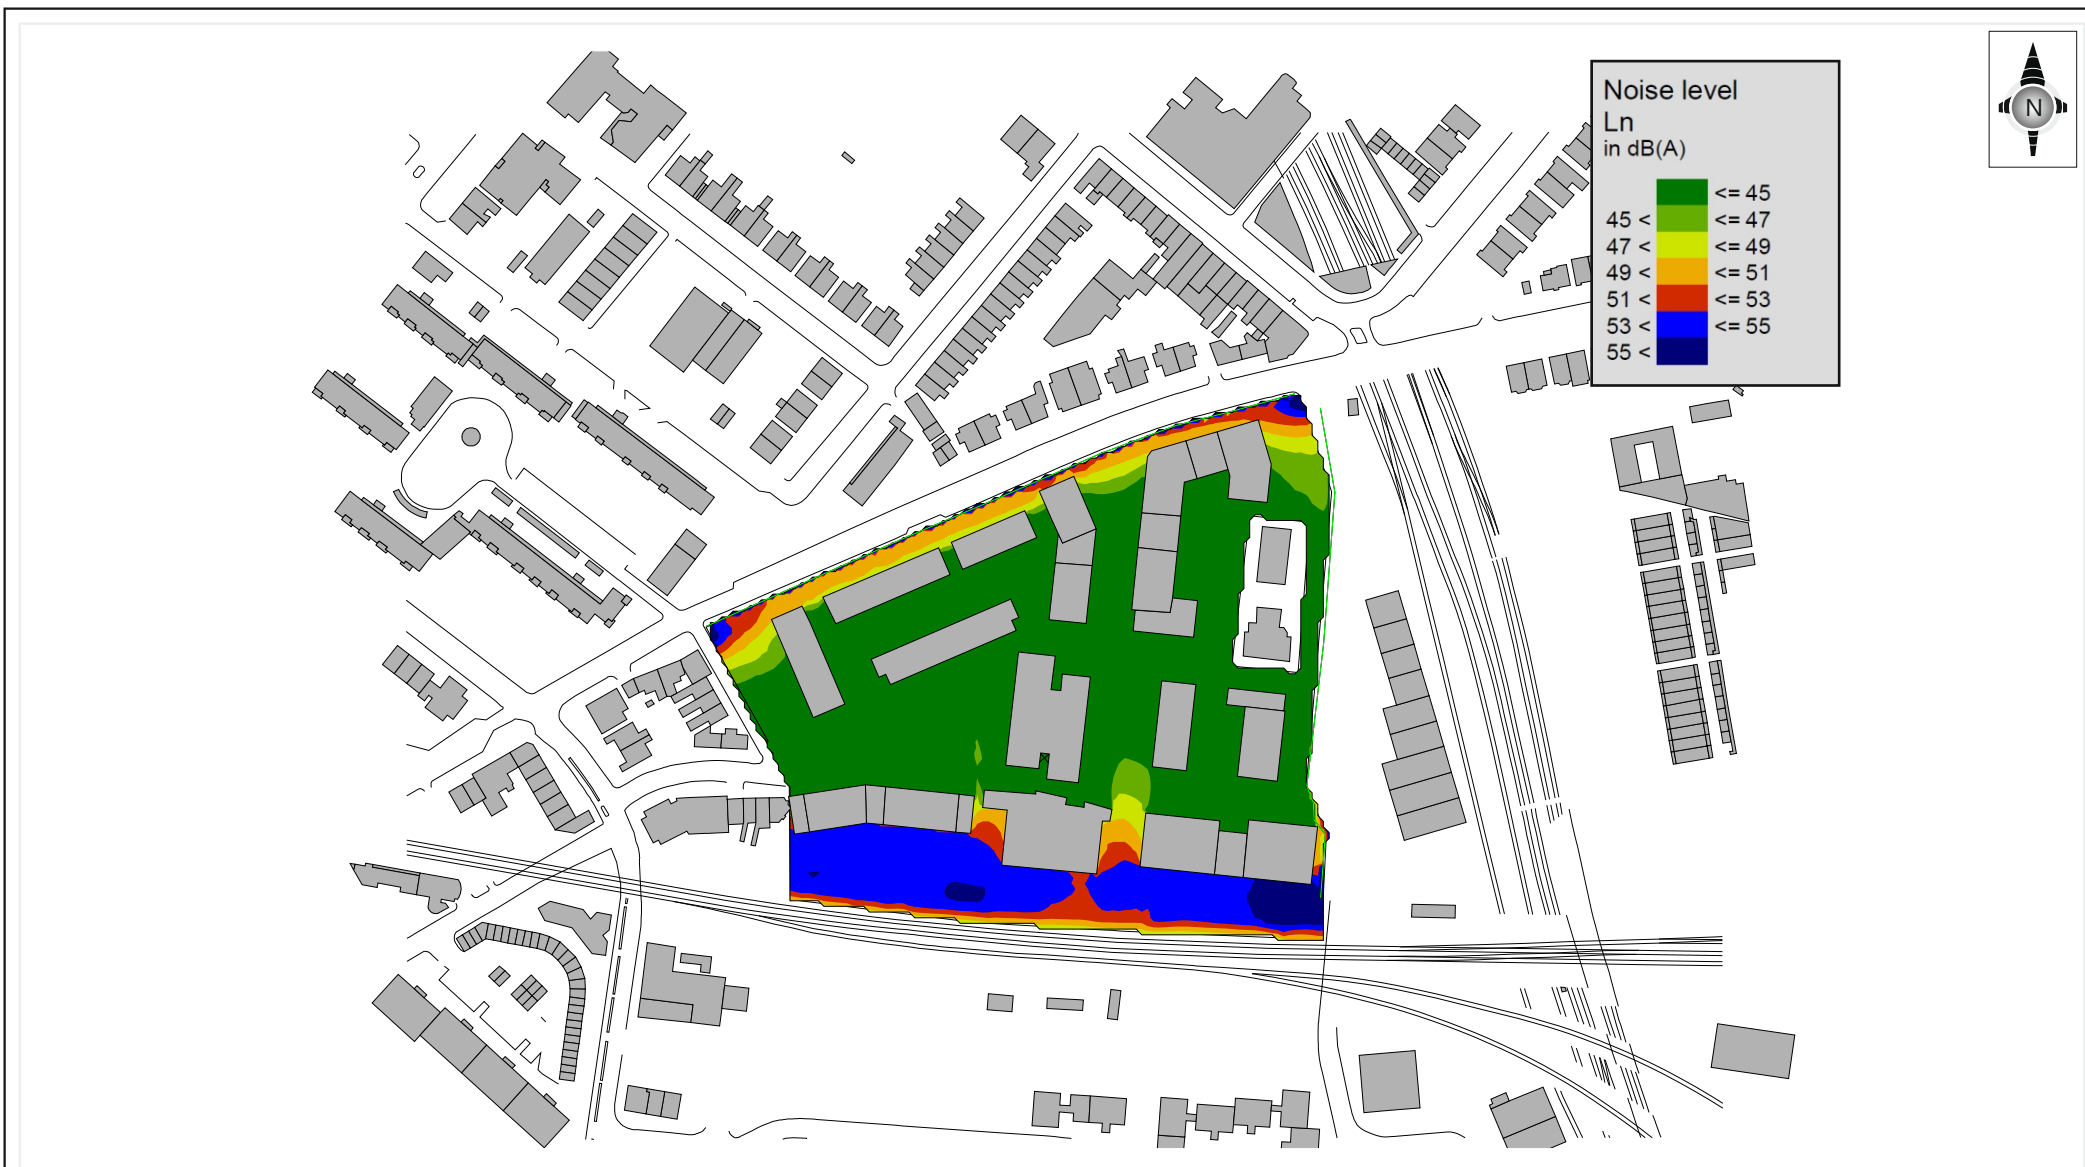 N
Noise level
Ln
in dB(A)
<= 45
45 < <= 47
47 < <= 49
49 < <= 51
51 < <= 53
53 < <= 55
55 <